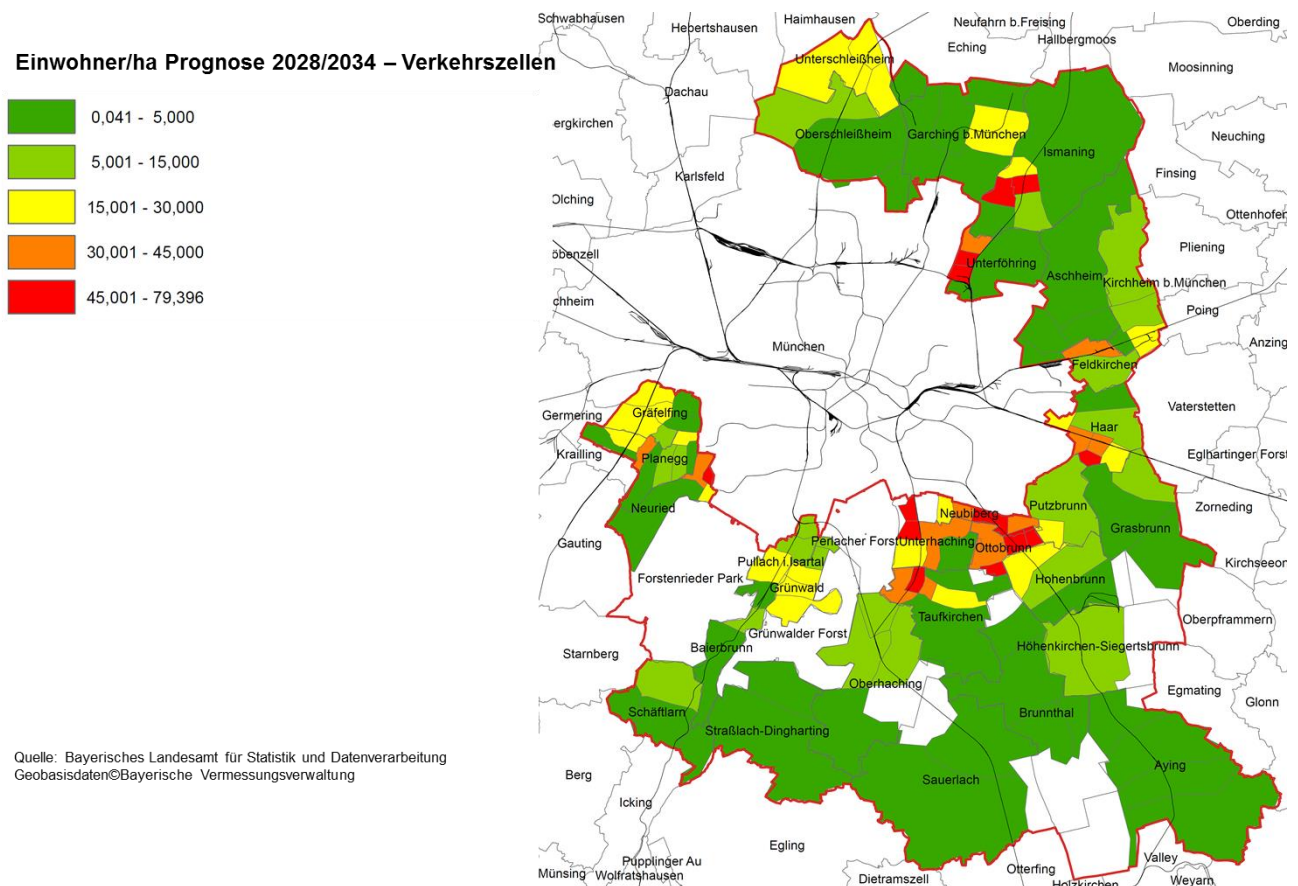 Einwohner/ha Prognose 2028/2034 – Verkehrszellen
0,041 - 5,000
5,001 - 15,000
15,001 - 30,000
30,001 - 45,000
45,001 - 79,396
Quelle: Bayerisches Landesamt für Statistik und Datenverarbeitung
Geobasisdaten©Bayerische Vermessungsverwaltung
Schwabhausen
Hebertshausen
Haimhausen
Neufahrn b.Freising
Oberding
Eching
Hallbergmoos
Unterschleißheim
Moosinning
Dachau
ergkirchen
Oberschleißheim
Garching b.München
Neuching
Ismaning
Karlsfeld
Finsing
Olching
Ottenhofen
Pliening
öbenzell
Unterföhring
Aschheim
Kirchheim b.München
chheim
Poing
München
Anzing
Feldkirchen
Germering
Gräfelfing
Vaterstetten
Haar
Krailling
Planegg
Eglhartinger Forst
Neuried
Putzbrunn
Zorneding
Neubiberg
Grasbrunn
Gauting
Perlacher Forst
Unterhaching
Ottobrunn
Pullach i.Isartal
Kirchseeon
Forstenrieder Park
Grünwald
Hohenbrunn
Taufkirchen
Oberpframmern
Grünwalder Forst
Starnberg
Baierbrunn
Höhenkirchen-Siegertsbrunn
Oberhaching
Egmating
Glonn
Schäftlarn
Brunnthal
Straßlach-Dingharting
Aying
Berg
Sauerlach
Icking
Egling
Valley
Pupplinger Au
Otterfing
Münsing
Wolfratshausen
Dietramszell
Holzkirchen
Weyarn